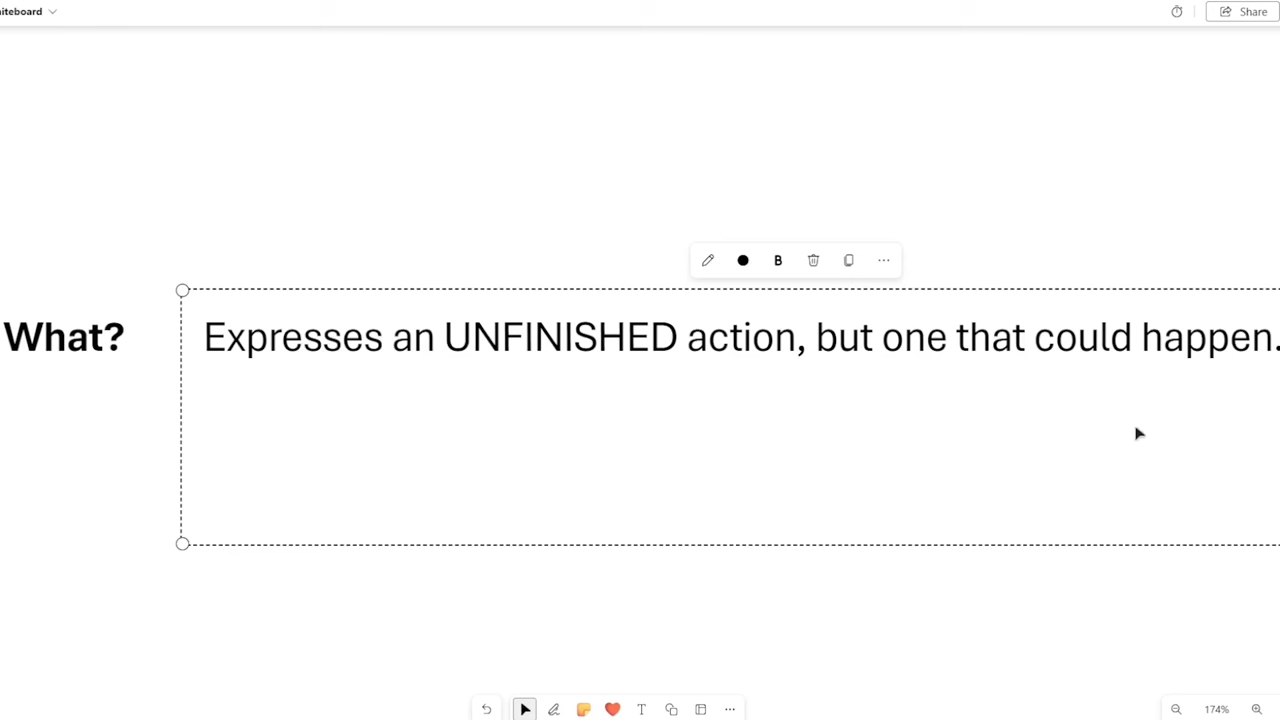 iteboard
Share
B
What? Expresses an UNFINISHED action, but one that could happen.
T
174%